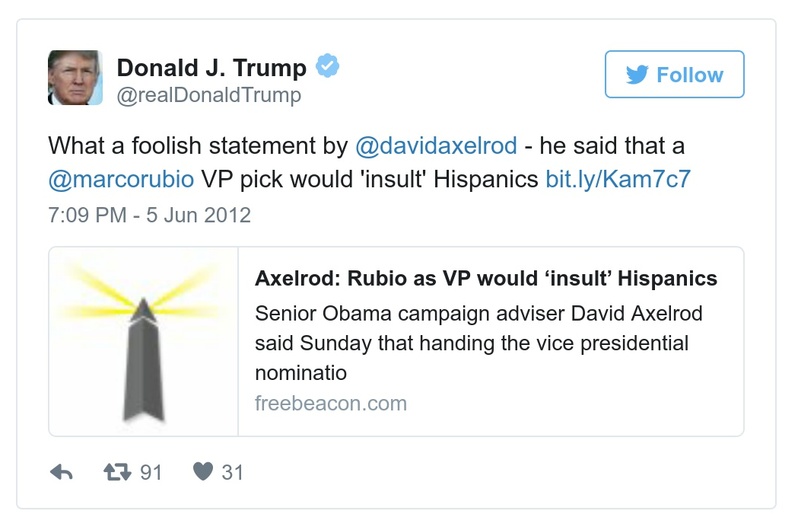 Donald J. Trump
@realDonaldTrump
Follow
What a foolish statement by @davidaxelrod - he said that a
@marcorubio VP pick would 'insult' Hispanics bit.ly/Kam7c7
7:09 PM - 5 Jun 2012
Axelrod: Rubio as VP would ‘insult’ Hispanics
Senior Obama campaign adviser David Axelrod
said Sunday that handing the vice presidential
nominatio
freebeacon.com
91 31